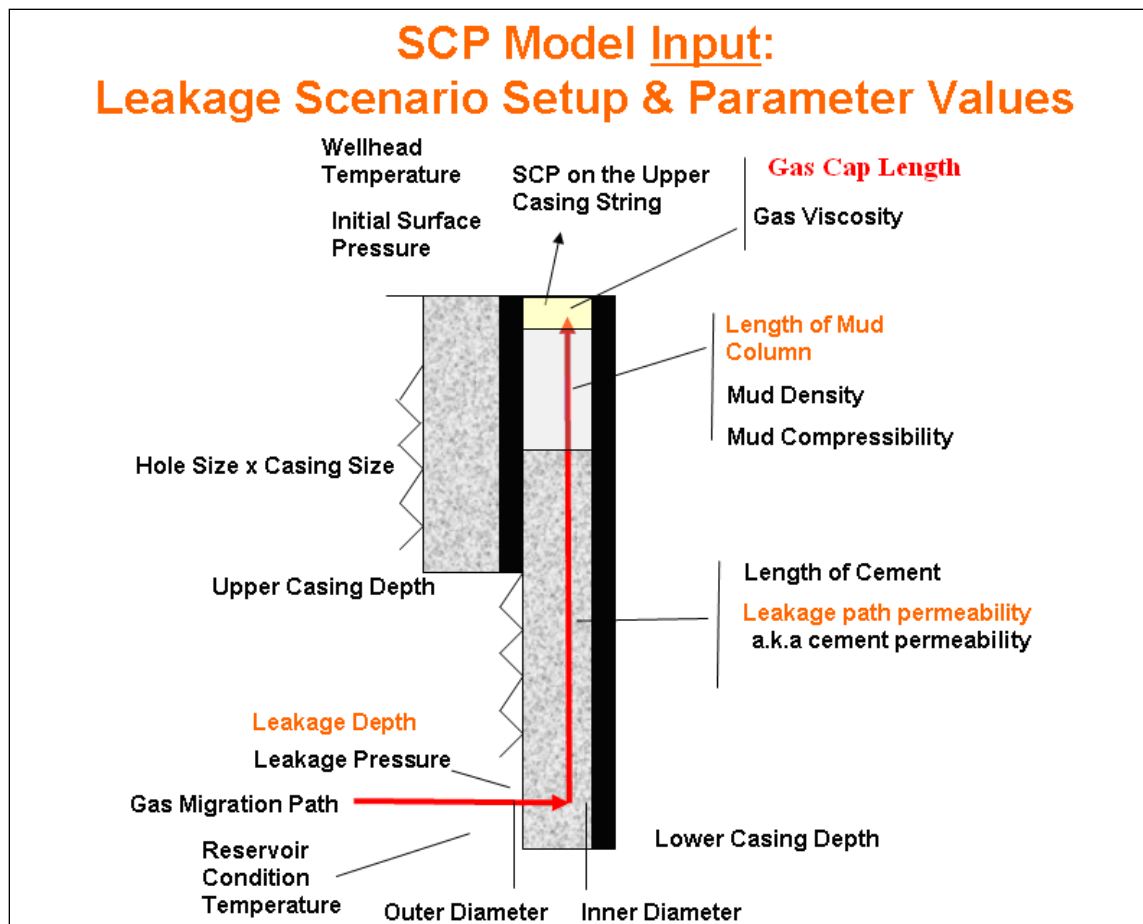 SCP Model Input:
Leakage Scenario Setup & Parameter Values
Wellhead
Temperature
Initial Surface
Pressure
SCP on the Upper
Casing String
Gas Cap Length
Gas Viscosity
Length of Mud
Column
Mud Density
Mud Compressibility
Hole Size x Casing Size
Upper Casing Depth
Length of Cement
Leakage path permeability
a.k.a cement permeability
Leakage Depth
Leakage Pressure
Gas Migration Path
Reservoir
Condition
Temperature
Lower Casing Depth
Outer Diameter
Inner Diameter